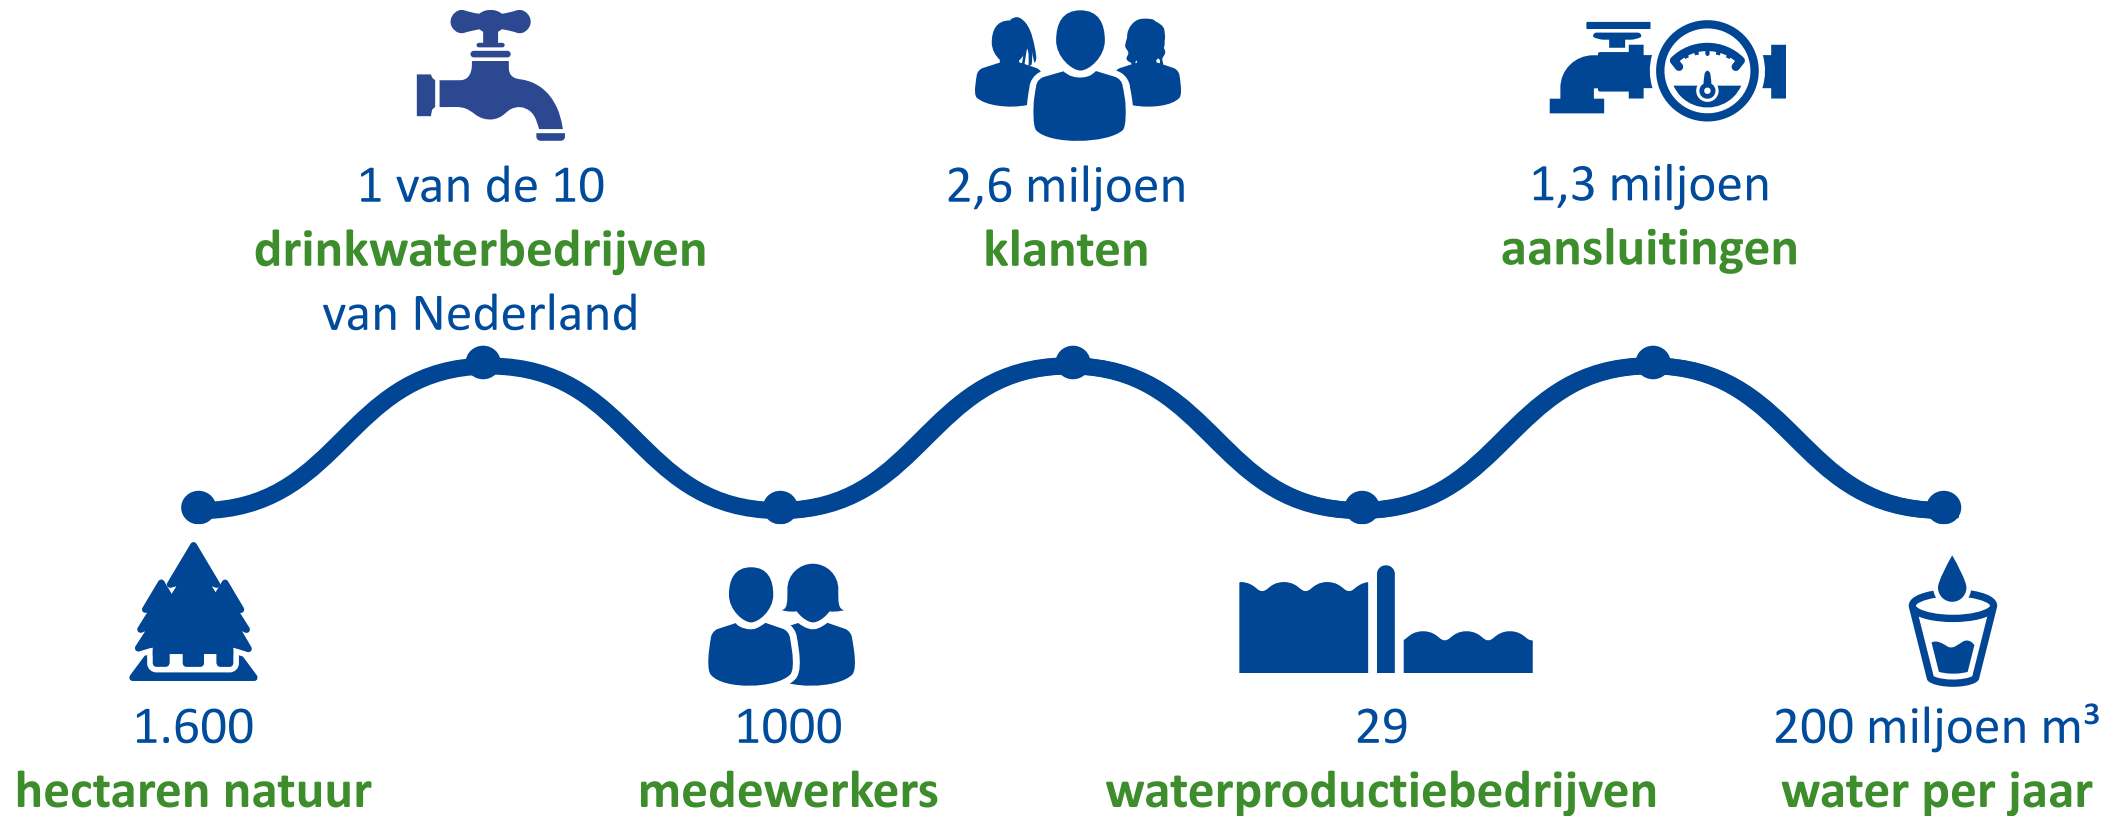 1 van de 10
drinkwaterbedrijven
van Nederland
2,6 miljoen
klanten
1,3 miljoen
aansluitingen
1.600
hectaren natuur
1000
medewerkers
29
waterproductiebedrijven
200 miljoen m³
water per jaar